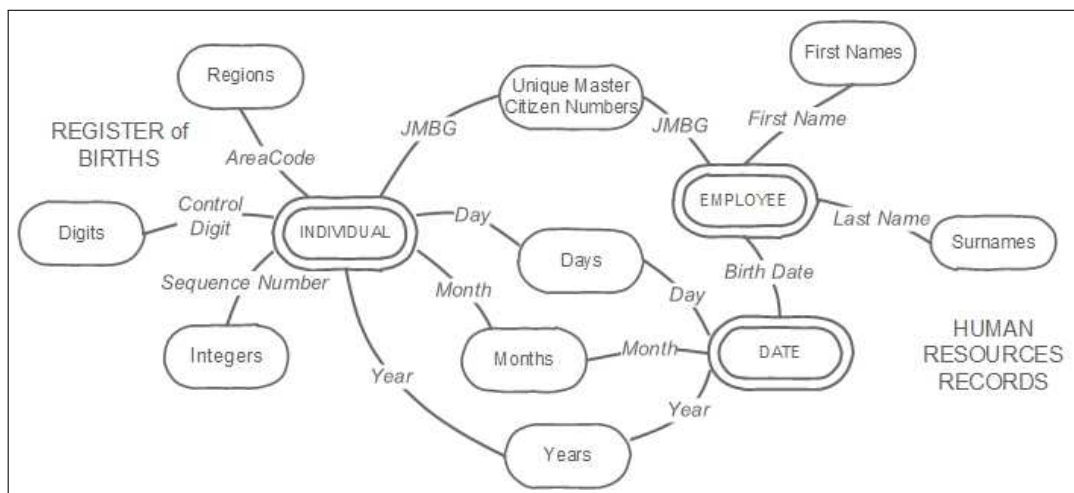 First Names
Regions
Unique Master
Citizen Numbers
REGISTER of
BIRTHS
JMBG
JMBG
First Name
AreaCode
EMPLOYEE
Control
Digit
Digits
INDIVIDUAL
Day
Last Name
Surnames
Days
Birth Date
Sequence Number
Month
Day
Integers
Months
Month
DATE
HUMAN
RESOURCES
RECORDS
Year
Year
Years